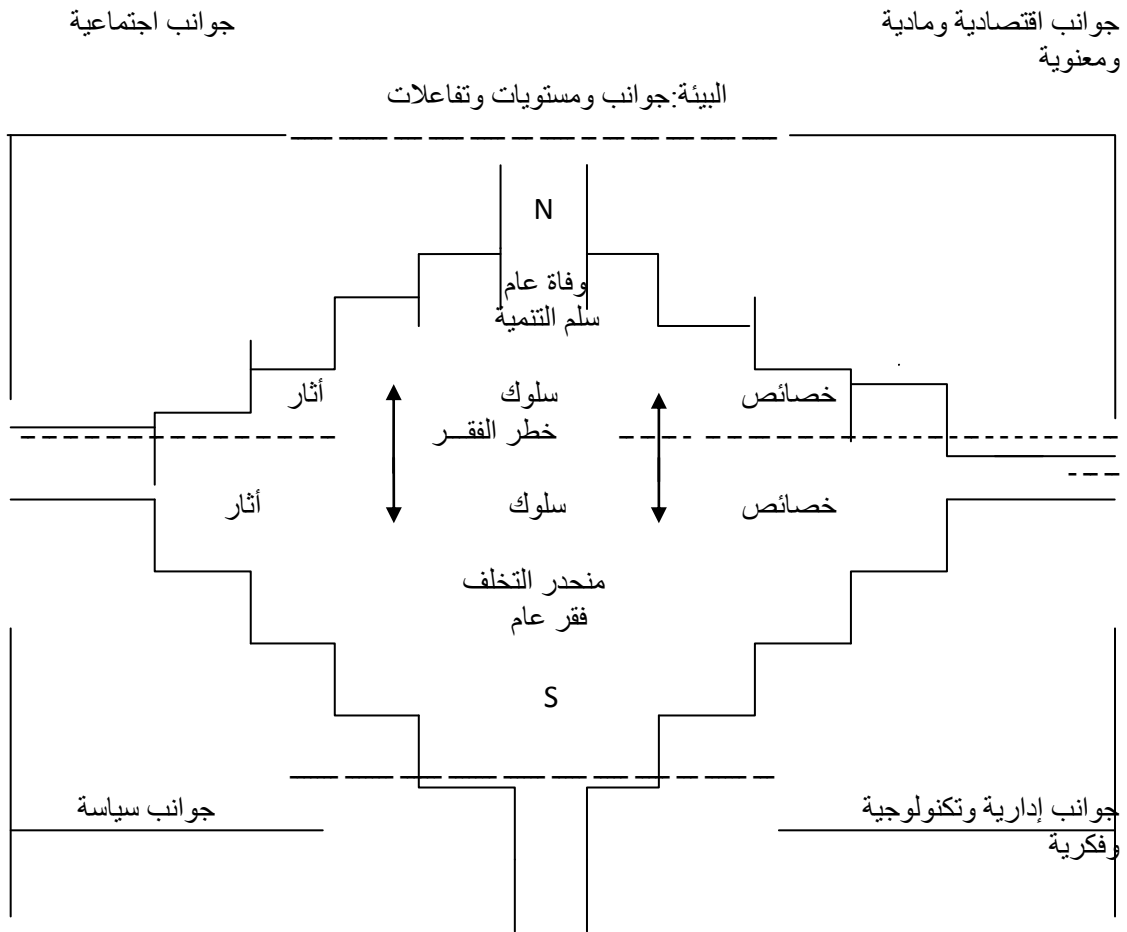 جوانب اقتصادية ومادية
ومعنوية
جوانب اجتماعية
البيئة:جوانب ومستويات وتفاعلات
N
وفاة عام
سلم التنمية
خصائص
سلوك
أثار
خطر الفقـــر
خصائص
سلوك
أثار
منحدر التخلف
فقر عام
S
جوانب إدارية وتكنولوجية
وفكرية
جوانب سياسة